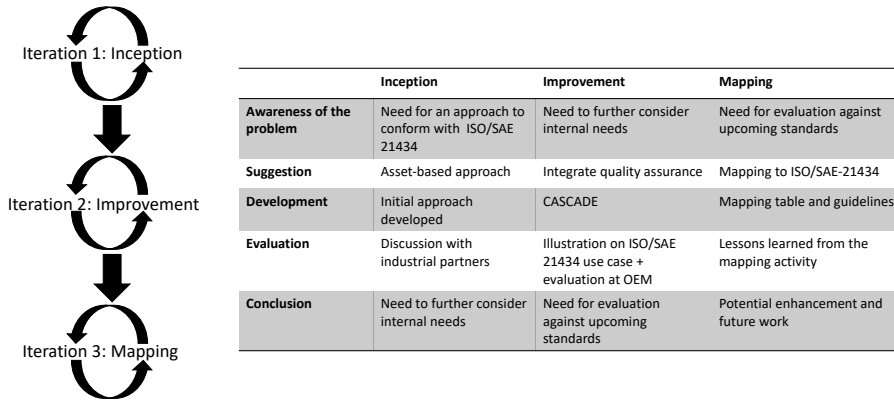 Iteration 1: Inception
Iteration 2: Improvement
Iteration 3: Mapping
Inception Improvement Mapping
Awareness of the Need for an approach to Need to further consider Need for evaluation against
problem conform with ISO/SAE internal needs upcoming standards
21434
Suggestion Asset-based approach Integrate quality assurance Mapping to ISO/SAE-21434
Development Initial approach CASCADE Mapping table and guidelines
developed
Evaluation Discussion with Illustration on ISO/SAE Lessons learned from the
industrial partners 21434 use case + mapping activity
evaluation at OEM
Conclusion Need to further consider Need for evaluation Potential enhancement and
internal needs against upcoming future work
standards